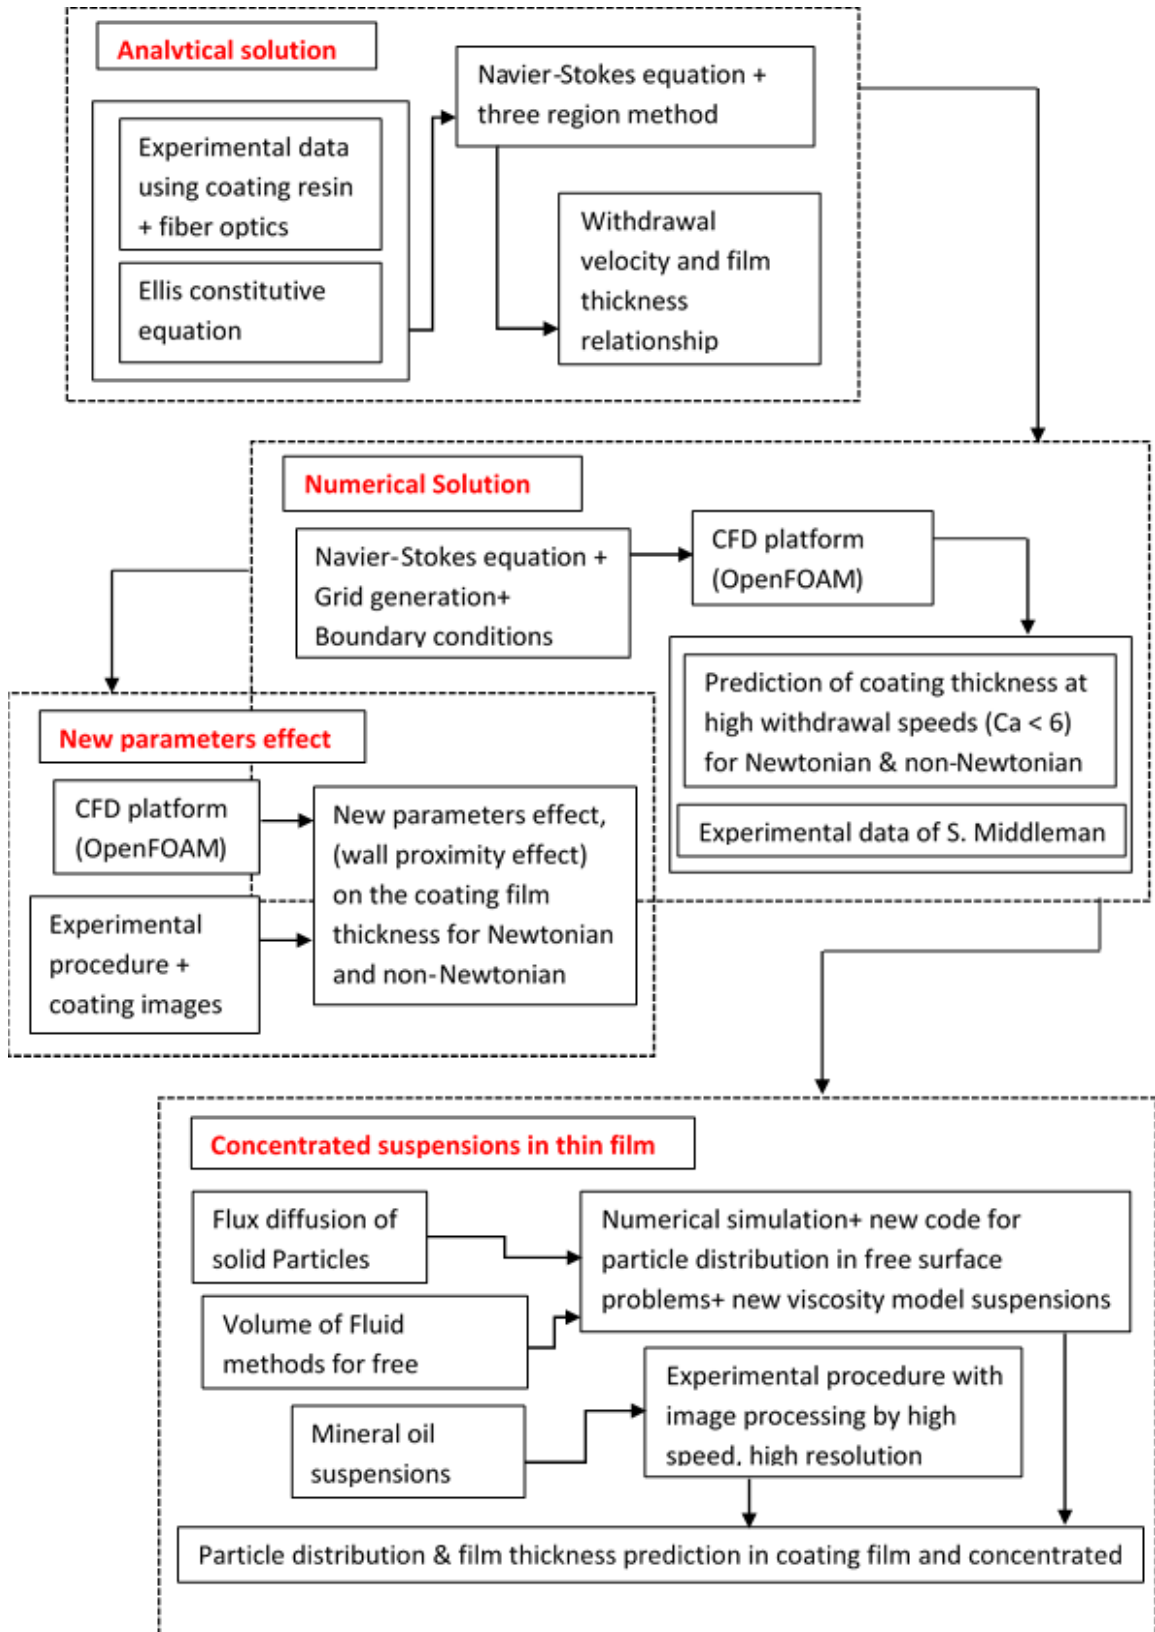 Analytical solution
Navier-Stokes equation +
three region method
Experimental data
using coating resin
+ fiber optics
Ellis constitutive
equation
Withdrawal
velocity and film
thickness
relationship
Numerical Solution
Navier-Stokes equation +
Grid generation+
Boundary conditions
CFD platform
(OpenFOAM)
Prediction of coating thickness at
high withdrawal speeds (Ca < 6)
for Newtonian & non-Newtonian
Experimental data of S. Middleman
New parameters effect
CFD platform
(OpenFOAM)
Experimental
procedure +
coating images
New parameters effect,
(wall proximity effect)
on the coating film
thickness for Newtonian
and non-Newtonian
Concentrated suspensions in thin film
Flux diffusion of
solid Particles
Volume of Fluid
methods for free
Mineral oil
suspensions
Numerical simulation+ new code for
particle distribution in free surface
problems+ new viscosity model suspensions
Experimental procedure with
image processing by high
speed, high resolution
Particle distribution & film thickness prediction in coating film and concentrated